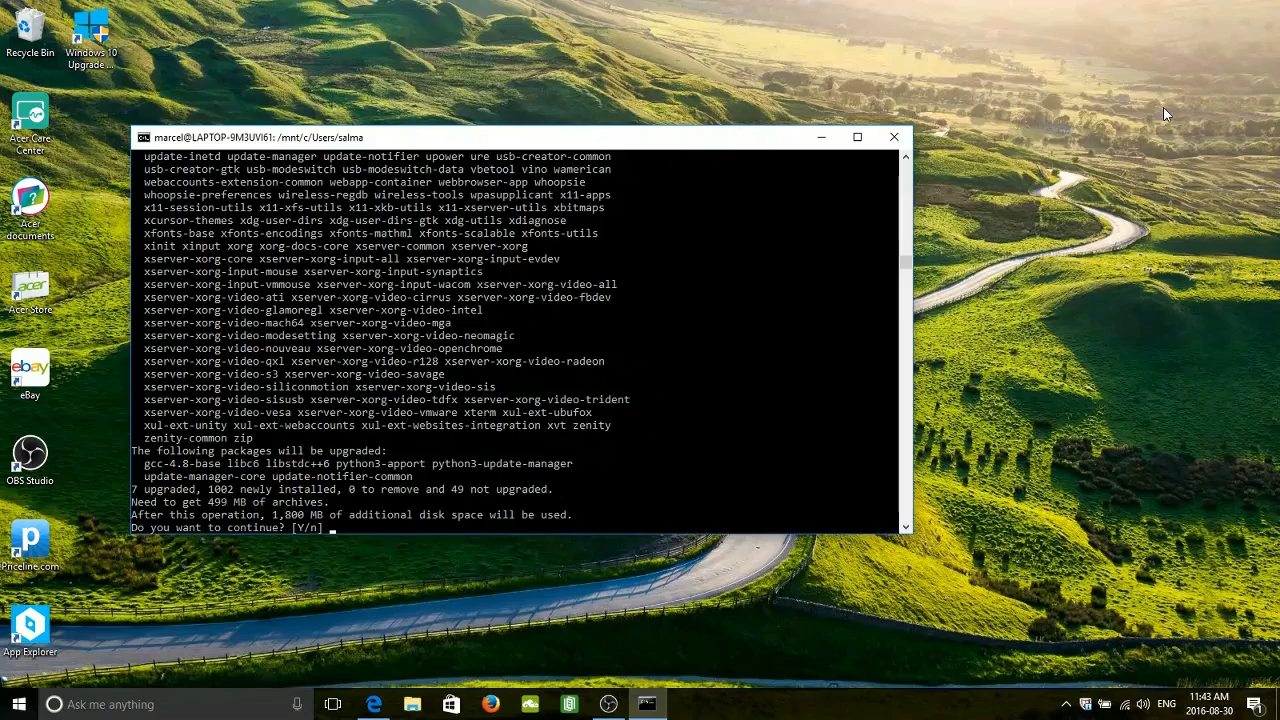 Recycle Bin
Windows 10
Upgrade ...
Acer Care
Center
Acer
documents
Acer Store
ebay
eBay
OBS Studio
Priceline.com
App Explorer
marcel@LAPTOP-9M3UVI61: /mnt/c/Users/salma
update-inetd update-manager update-notifier upower ure usb-creator-common
usb-creator-gtk usb-modeswitch usb-modeswitch-data vbetool vino wamerican
webaccounts-extension-common webapp-container webbrowser-app whoopsie
whoopsie-preferences wireless-regdb wireless-tools wpasupplicant x11-apps
x11-session-utils x11-xfs-utils x11-xkb-utils x11-xserver-utils xbitmaps
xcursor-themes xdg-user-dirs xdg-user-dirs-gtk xdg-utils xdiagnose
xfonts-base xfonts-encodings xfonts-mathml xfonts-scalable xfonts-utils
xinit xinput xorg xorg-docs-core xserver-common xserver-xorg
xserver-xorg-core xserver-xorg-input-all xserver-xorg-input-evdev
xserver-xorg-input-mouse xserver-xorg-input-synaptics
xserver-xorg-input-vmmouse xserver-xorg-input-wacom xserver-xorg-video-all
xserver-xorg-video-ati xserver-xorg-video-cirrus xserver-xorg-video-fbdev
xserver-xorg-video-glamoregl xserver-xorg-video-intel
xserver-xorg-video-mach64 xserver-xorg-video-mga
xserver-xorg-video-modesetting xserver-xorg-video-neomagic
xserver-xorg-video-nouveau xserver-xorg-video-openchrome
xserver-xorg-video-qxl xserver-xorg-video-r128 xserver-xorg-video-radeon
xserver-xorg-video-s3 xserver-xorg-video-savage
xserver-xorg-video-siliconmotion xserver-xorg-video-sis
xserver-xorg-video-sisusb xserver-xorg-video-tdfx xserver-xorg-video-trident
xserver-xorg-video-vesa xserver-xorg-video-vmware xterm xul-ext-ubufox
xul-ext-unity xul-ext-webaccounts xul-ext-websites-integration xvt zenity
zenity-common zip
The following packages will be upgraded:
gcc-4.8-base libc6 libstdc++6 python3-apport python3-update-manager
update-manager-core update-notifier-common
7 upgraded, 1002 newly installed, 0 to remove and 49 not upgraded.
Need to get 499 MB of archives.
After this operation, 1,800 MB of additional disk space will be used.
Do you want to continue? [Y/n]
Ask me anything
ENG
11:43 AM
2016-08-30